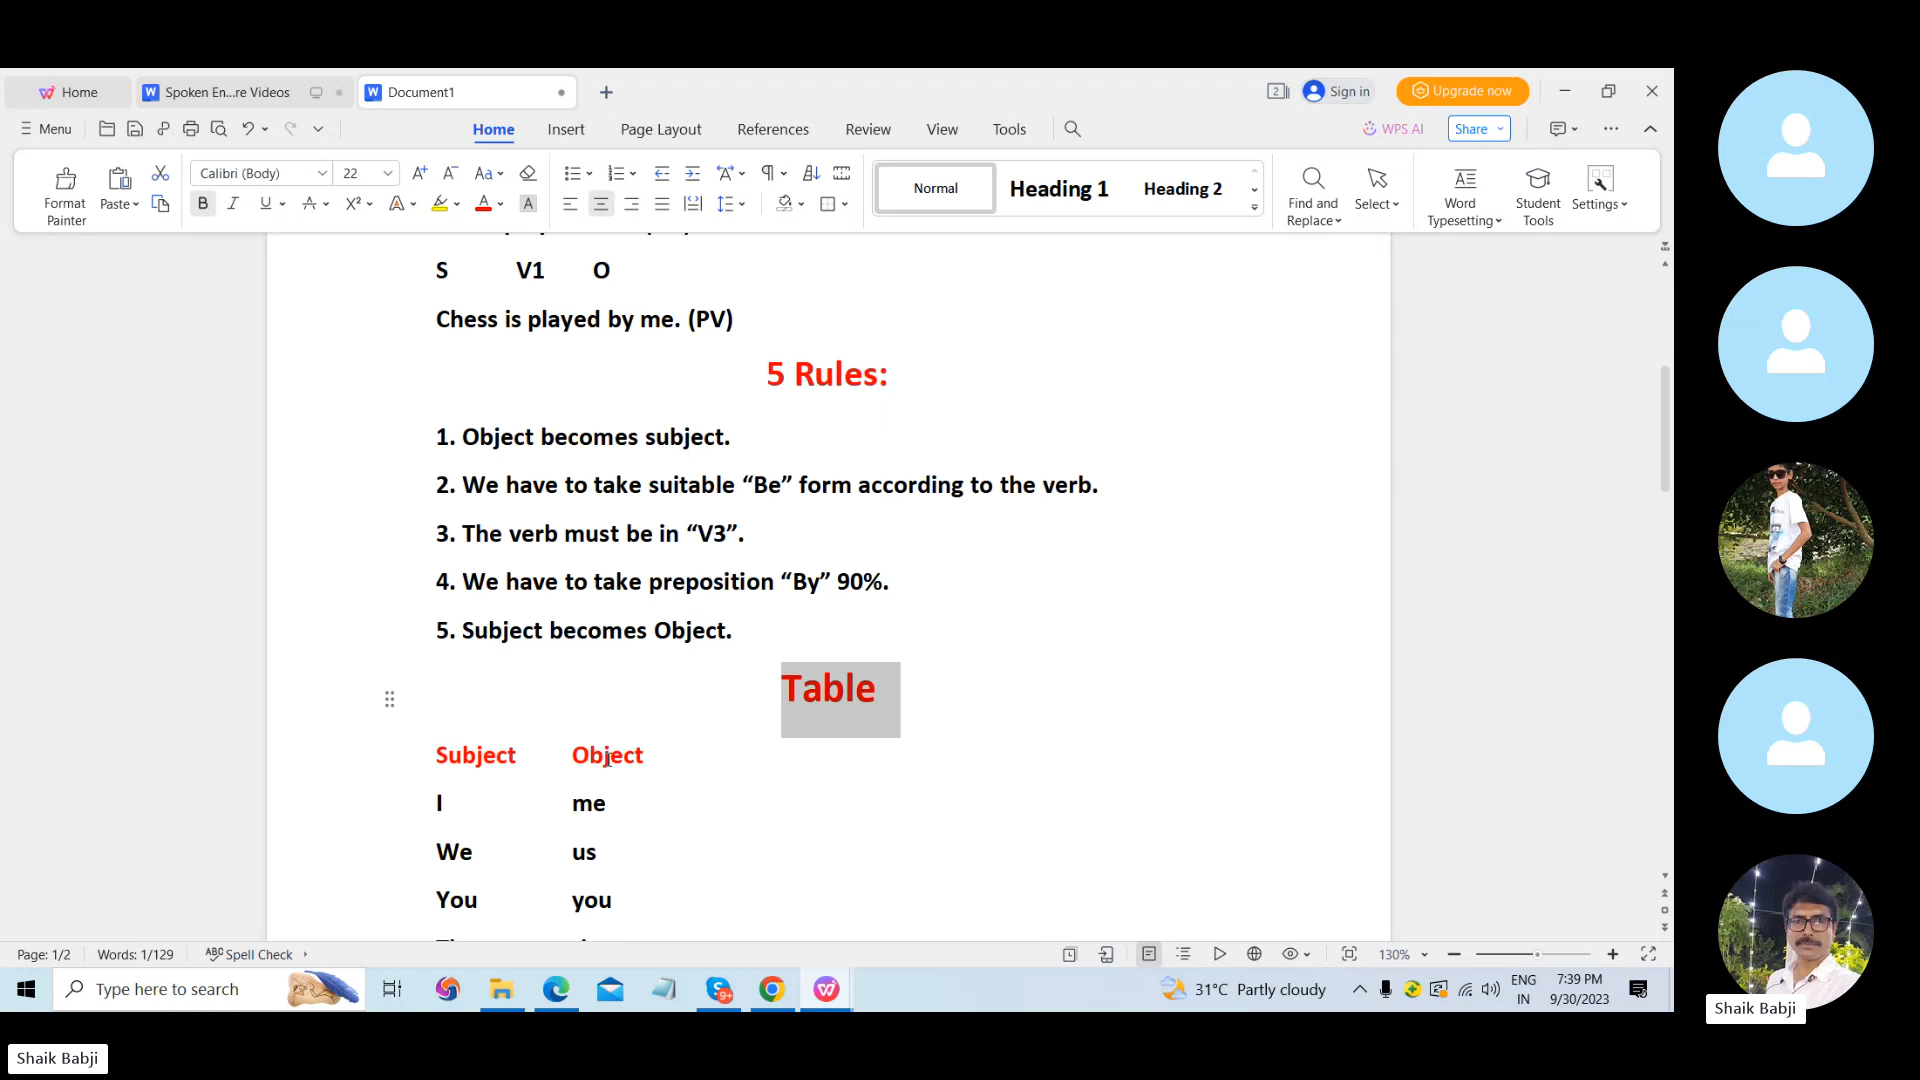 Home
Spoken En...re Videos
Document1
2
Sign in
Upgrade now
Menu
Home
Insert
Page Layout
References
Review
View
Tools
WPS AI
Share
Format Painter
Paste
Calibri (Body)
22
Normal
Heading 1
Heading 2
Find and Replace
Select
Word Typesetting
Student Tools
Settings
S V1 O
Chess is played by me. (PV)
5 Rules:
1. Object becomes subject.
2. We have to take suitable “Be” form according to the verb.
3. The verb must be in “V3”.
4. We have to take preposition “By” 90%.
5. Subject becomes Object.
Table
Subject Object
I me
We us
You you
Page: 1/2
Words: 1/129
Spell Check
130%
Type here to search
9+
31°C Partly cloudy
ENG
IN
7:39 PM
9/30/2023
Shaik Babji
Shaik Babji